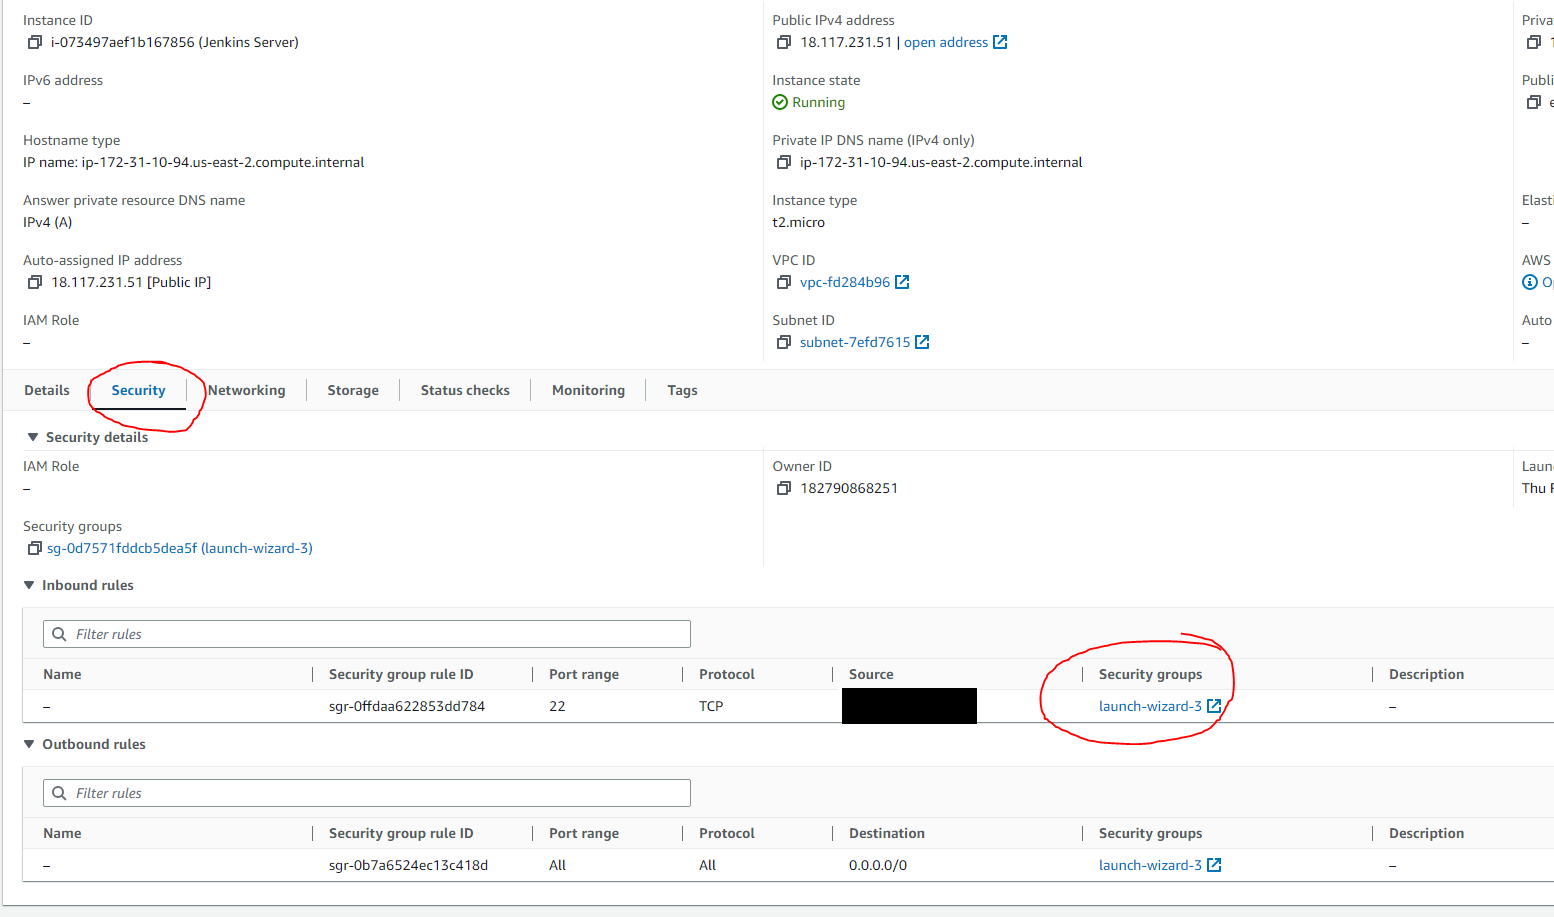 Instance ID
i-073497aef1b167856 (Jenkins Server)
Public IPv4 address
18.117.231.51 | open address
Priva
1
IPv6 address
–
Instance state
Running
Publi
e
Hostname type
IP name: ip-172-31-10-94.us-east-2.compute.internal
Private IP DNS name (IPv4 only)
ip-172-31-10-94.us-east-2.compute.internal
Answer private resource DNS name
IPv4 (A)
Instance type
t2.micro
Elasti
–
Auto-assigned IP address
18.117.231.51 [Public IP]
VPC ID
vpc-fd284b96
AWS
Op
IAM Role
–
Subnet ID
subnet-7efd7615
Auto
–
Details Security Networking Storage Status checks Monitoring Tags
Security details
IAM Role
–
Owner ID
182790868251
Laun
Thu F
Security groups
sg-0d7571fddcb5dea5f (launch-wizard-3)
Inbound rules
Filter rules
Name Security group rule ID Port range Protocol Source Security groups Description
– sgr-0ffdaa622853dd784 22 TCP launch-wizard-3 –
Outbound rules
Filter rules
Name Security group rule ID Port range Protocol Destination Security groups Description
– sgr-0b7a6524ec13c418d All All 0.0.0.0/0 launch-wizard-3 –